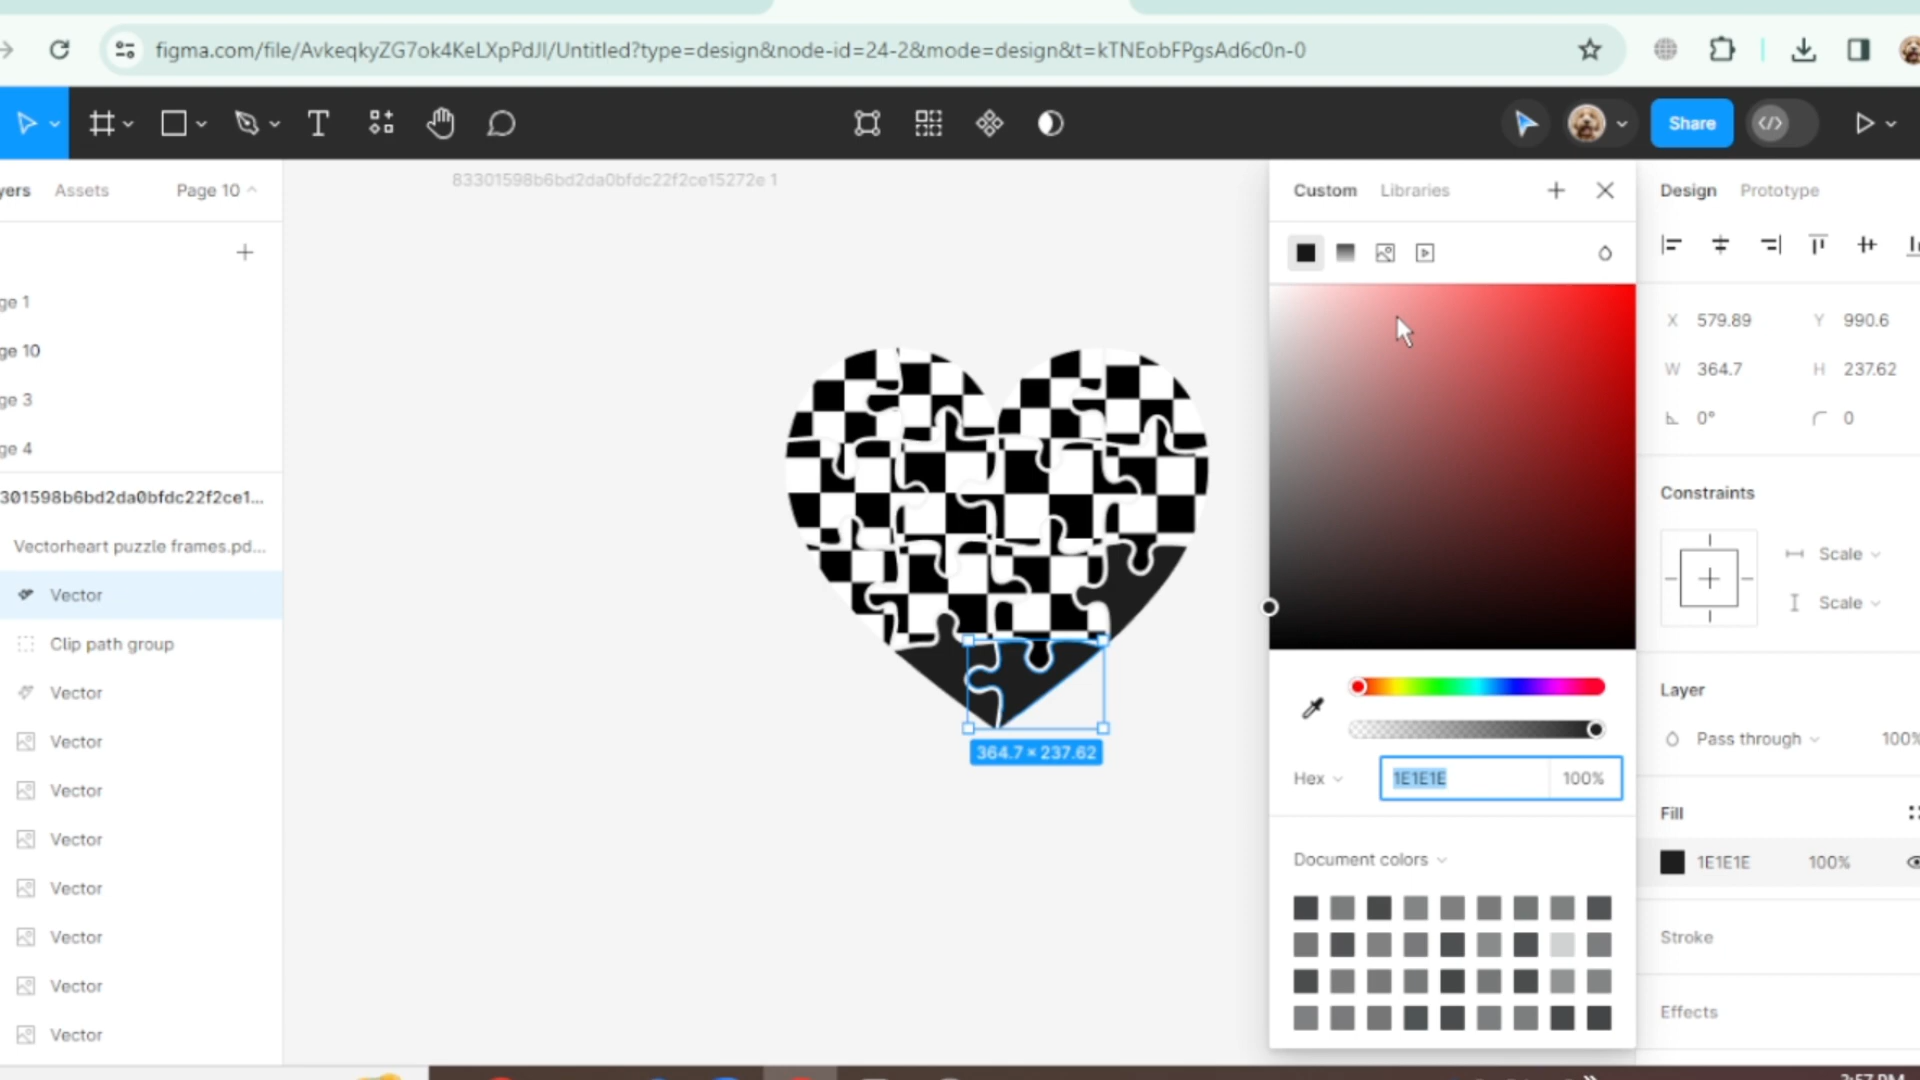 figma.com/file/AvkeqkyZG7ok4KeLXpPdJl/Untitled?type=design&node-id=24-2&mode=design&t=kTNEobFPgsAd6c0n-0
Share
yers
Assets
Page 10
ge 1
ge 10
ge 3
ge 4
301598b6bd2da0bfdc22f2ce1...
Vectorheart puzzle frames.pd...
Vector
Clip path group
Vector
Vector
Vector
Vector
Vector
Vector
Vector
Vector
83301598b6bd2da0bfdc22f2ce15272e 1
364.7 × 237.62
Custom
Libraries
Hex
1E1E1E
100%
Document colors
Design
Prototype
X 579.89
Y 990.6
W 364.7
H 237.62
0°
0
Constraints
Scale
Scale
Layer
Pass through
100%
Fill
1E1E1E
100%
Stroke
Effects